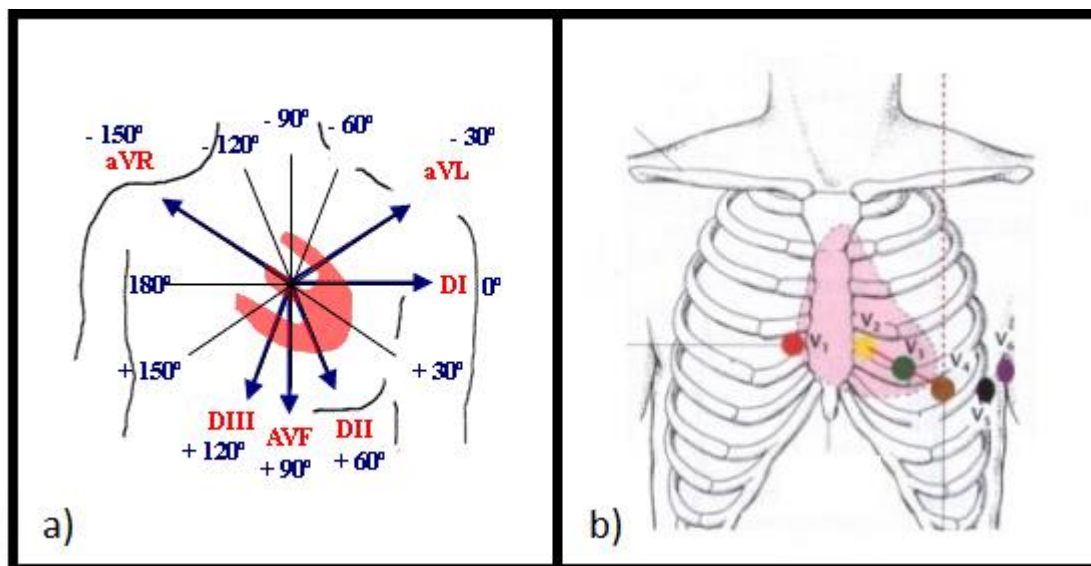 - 90º
- 60º
- 120º
- 150º
- 30º
aVR
aVL
180º
DI
0º
+ 150º
+ 30º
DIII
AVF
DII
+ 120º
+ 90º
+ 60º
a)
V1
V2
V3
V4
V5
V6
b)